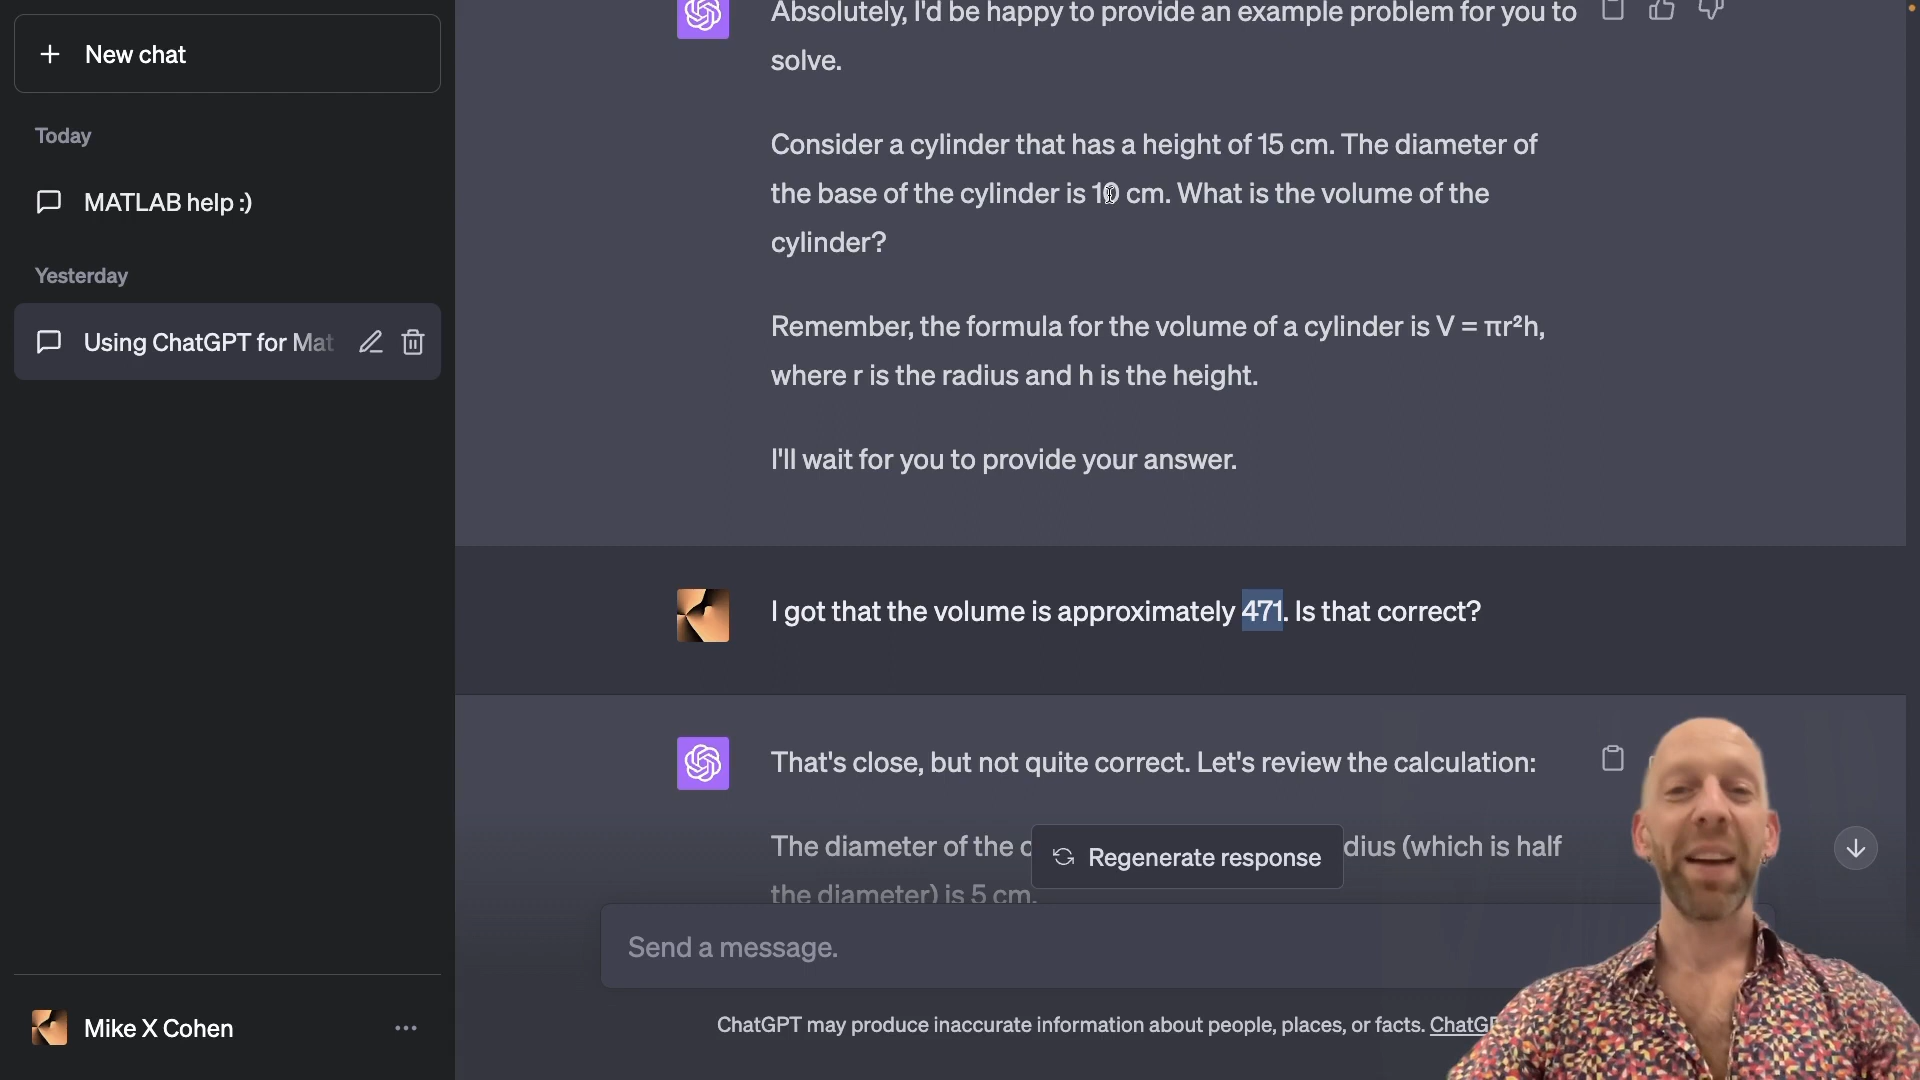 New chat
Today
MATLAB help :)
Yesterday
Using ChatGPT for Mat
Mike X Cohen
Absolutely, I'd be happy to provide an example problem for you to
solve.
Consider a cylinder that has a height of 15 cm. The diameter of
the base of the cylinder is 10 cm. What is the volume of the
cylinder?
Remember, the formula for the volume of a cylinder is V = πr²h,
where r is the radius and h is the height.
I'll wait for you to provide your answer.
I got that the volume is approximately 471. Is that correct?
That's close, but not quite correct. Let's review the calculation:
The diameter of the
Regenerate response
(which is half
the diameter) is 5 cm.
Send a message.
ChatGPT may produce inaccurate information about people, places, or facts.